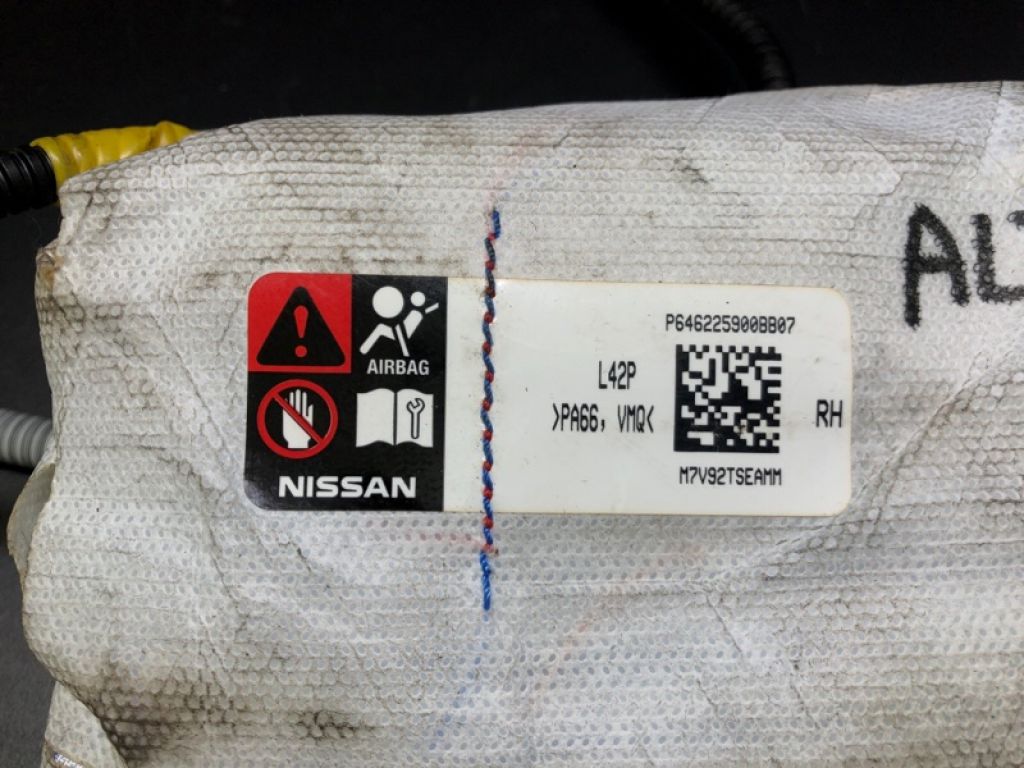 AIRBAG
NISSAN
P646225900BB07
L42P
>PA66, VMQ<
RH
M7V92TSEAMM